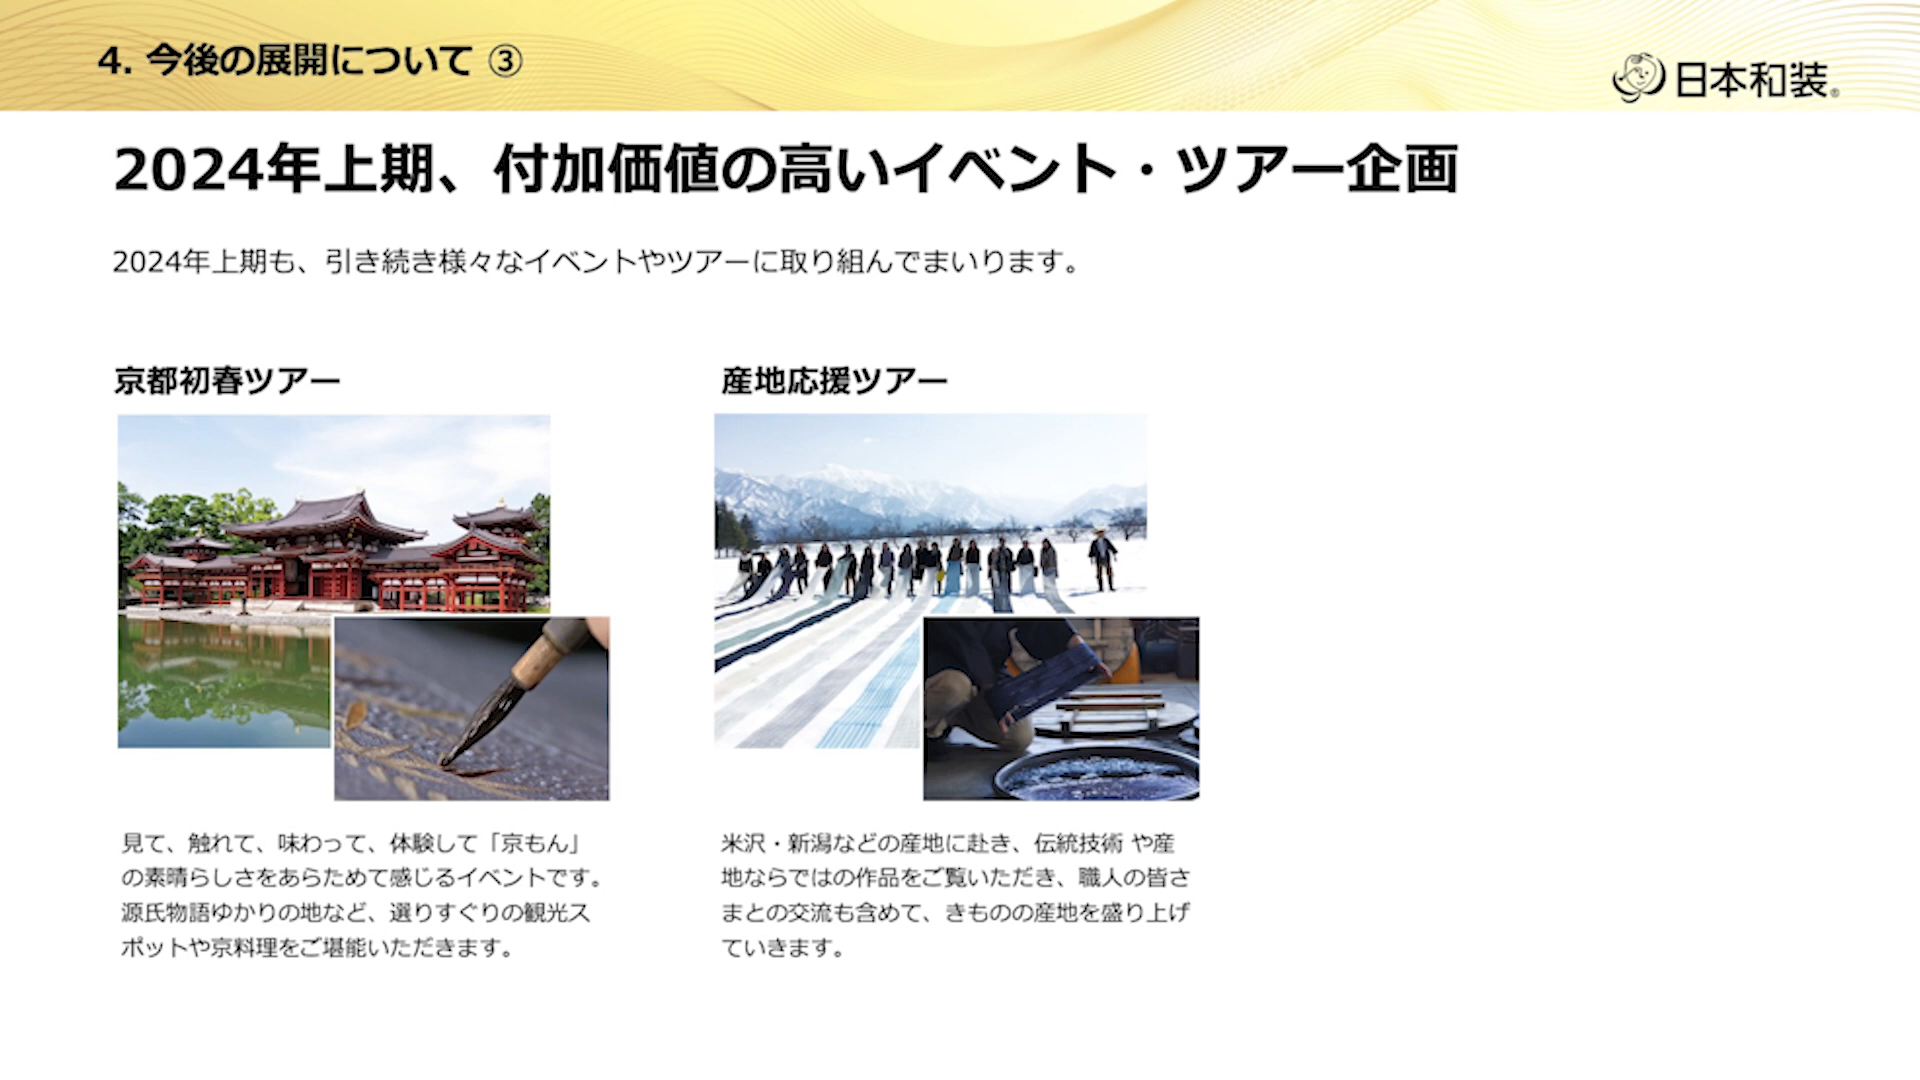 4. 今後の展開について ③
日本和装®
2024年上期、付加価値の高いイベント・ツアー企画
2024年上期も、引き続き様々なイベントやツアーに取り組んでまいります。
京都初春ツアー
見て、触れて、味わって、体験して「京もん」
の素晴らしさをあらためて感じるイベントです。
源氏物語ゆかりの地など、選りすぐりの観光ス
ポットや京料理をご堪能いただきます。
産地応援ツアー
米沢・新潟などの産地に赴き、伝統技術 や産
地ならではの作品をご覧いただき、職人の皆さ
まとの交流も含めて、きものの産地を盛り上げ
ていきます。